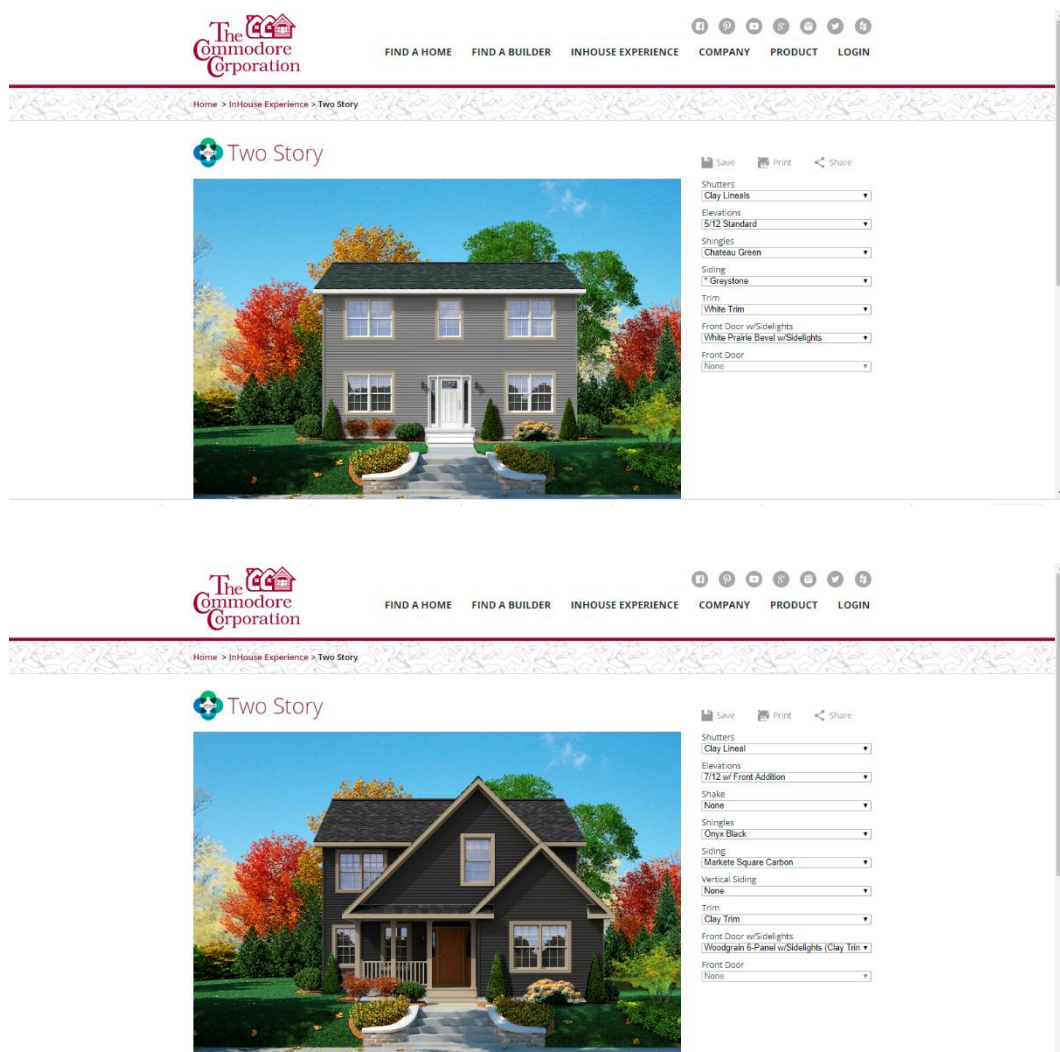 The
Commodore
Corporation
FIND A HOME FIND A BUILDER INHOUSE EXPERIENCE COMPANY PRODUCT LOGIN
Home > InHouse Experience > Two Story
Two Story
Save Print Share
Shutters
Clay Lineals
Elevations
5/12 Standard
Shingles
Chateau Green
Siding
* Greystone
Trim
White Trim
Front Door w/Sidelights
White Prairie Bevel w/Sidelights
Front Door
None
The
Commodore
Corporation
FIND A HOME FIND A BUILDER INHOUSE EXPERIENCE COMPANY PRODUCT LOGIN
Home > InHouse Experience > Two Story
Two Story
Save Print Share
Shutters
Clay Lineal
Elevations
7/12 w/ Front Addition
Shake
None
Shingles
Onyx Black
Siding
Markete Square Carbon
Vertical Siding
None
Trim
Clay Trim
Front Door w/Sidelights
Woodgrain 6-Panel w/Sidelights (Clay Trin
Front Door
None